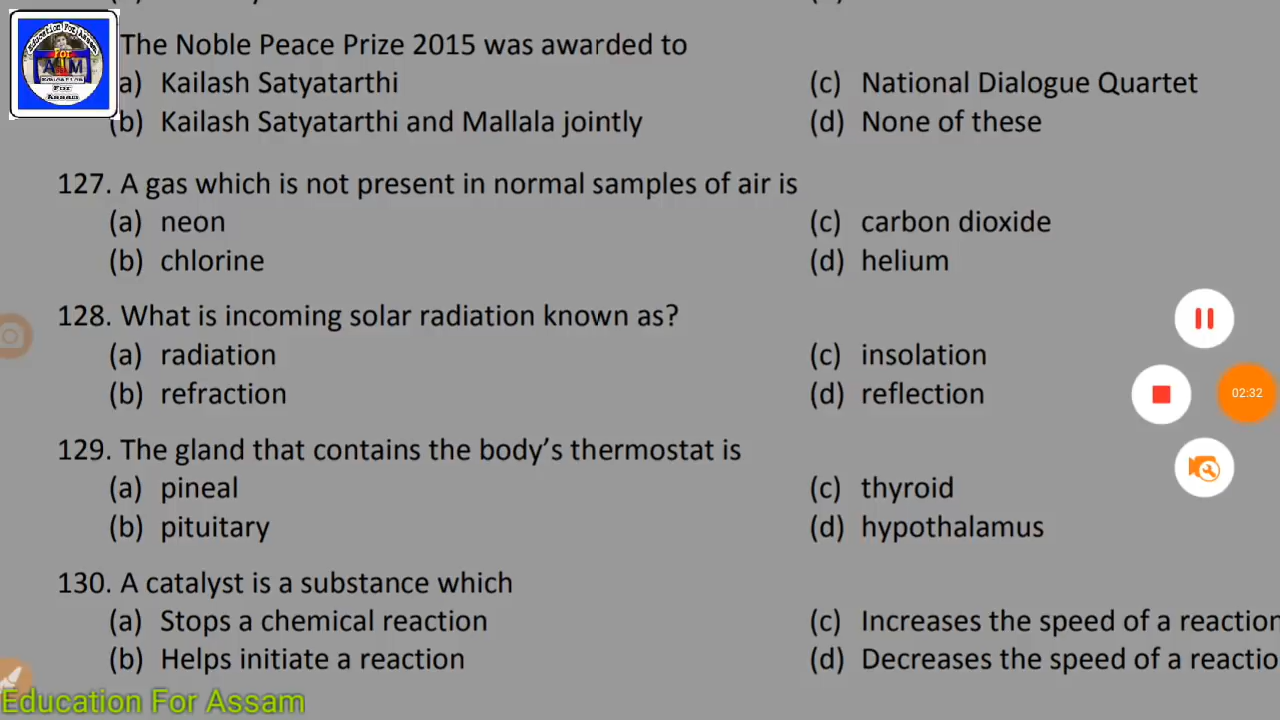 The Noble Peace Prize 2015 was awarded to
(a) Kailash Satyatarthi
(c) National Dialogue Quartet
(b) Kailash Satyatarthi and Mallala jointly
(d) None of these
127. A gas which is not present in normal samples of air is
(a) neon
(c) carbon dioxide
(b) chlorine
(d) helium
128. What is incoming solar radiation known as?
(a) radiation
(c) insolation
(b) refraction
(d) reflection
129. The gland that contains the body's thermostat is
(a) pineal
(c) thyroid
(b) pituitary
(d) hypothalamus
130. A catalyst is a substance which
(a) Stops a chemical reaction
(c) Increases the speed of a reaction
(b) Helps initiate a reaction
(d) Decreases the speed of a reactio
02:32
Education For Assam